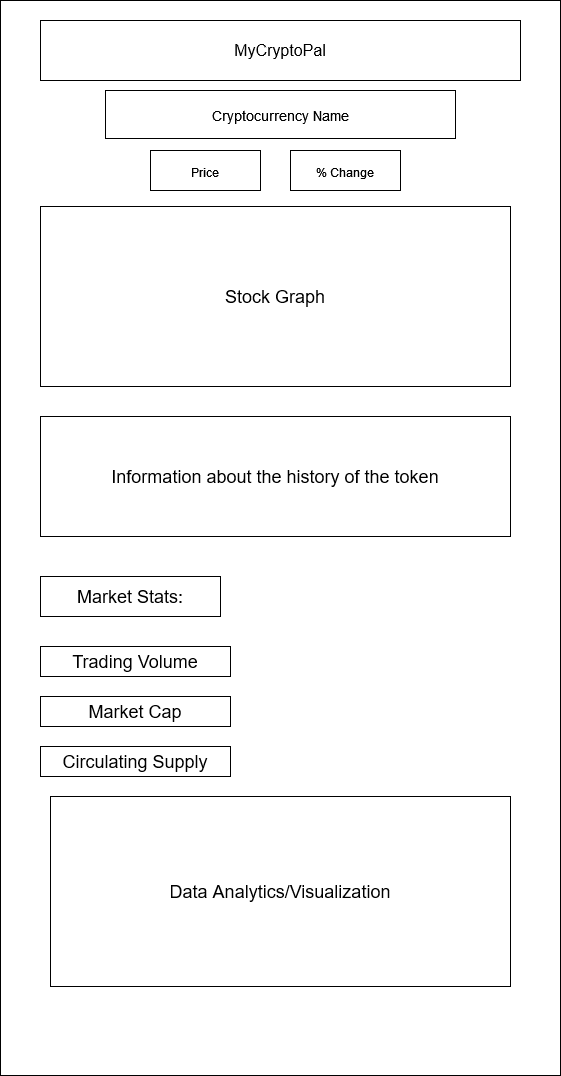 MyCryptoPal
Cryptocurrency Name
Price
% Change
Stock Graph
Information about the history of the token
Market Stats:
Trading Volume
Market Cap
Circulating Supply
Data Analytics/Visualization